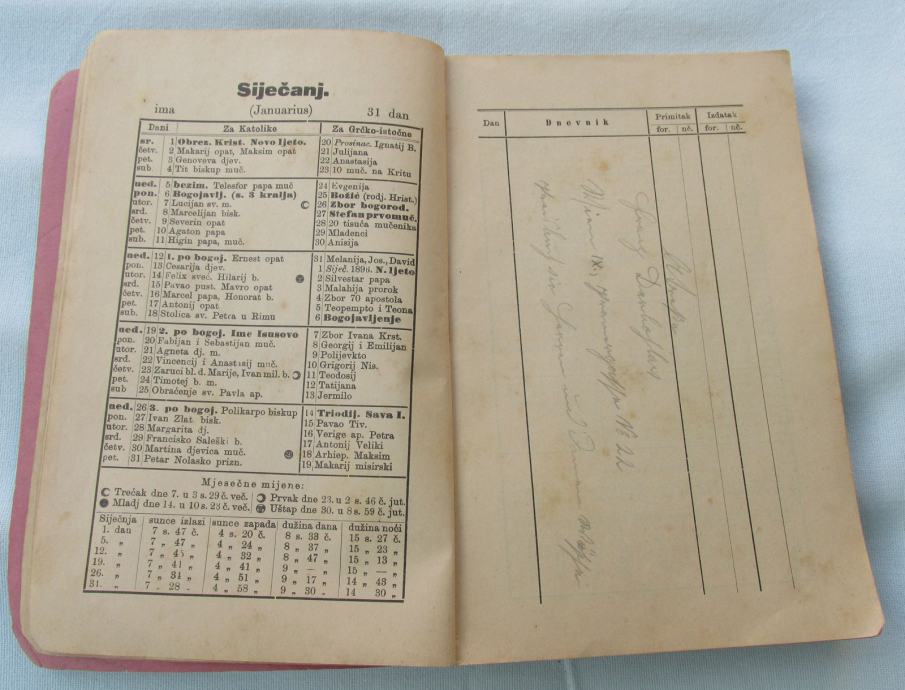 Siječanj.
ima (Januarius) 31 dan
Dani Za Katolike Za Grčko-istočne
sr. 1 Obrez. Krist. Novo ljeto. 20 Prosinac. Ignatij B.
četv. 2 Makarij opat, Maksim opat 21 Julijana
pet. 3 Genoveva djev. 22 Anastasija
sub 4 Tit biskup muč. 23 10 muč. na Kritu
ned. 5 bezim. Telesfor papa muč 24 Evgenija
pon. 6 Bogojavlj. (s. 3 kralja) 25 Božić (rodj. Hrist.)
utor. 7 Lucijan sv. m. 26 Zbor bogorod.
srd. 8 Marcelijan bisk. 27 Stefan prvomuč.
četv. 9 Severin opat 28 20 tisuća mučenika
pet. 10 Agaton papa 29 Mladenci
sub. 11 Higin papa, muč. 30 Anisija
ned. 12 1. po bogoj. Ernest opat 31 Melanija, Jos., David
pon. 13 Cesarija djev. 1 Siječ. 1896. N. ljeto
utor. 14 Felix sveć. Hilarij b. 2 Silvestar papa
srd. 15 Pavao pust. Mavro opat 3 Malahija prorok
četv. 16 Marcel papa, Honorat b. 4 Zbor 70 apostola
pet. 17 Antonij opat 5 Teopempto i Teona
sub. 18 Stolica sv. Petra u Rimu 6 Bogojavljenje
ned. 19 2. po bogoj. Ime Isusovo 7 Zbor Ivana Krst.
pon. 20 Fabijan i Sebastijan muč. 8 Georgij i Emilijan
utor. 21 Agneta dj. m. 9 Polijevkto
srd. 22 Vincencij i Anastasij muč. 10 Grigorij Nis.
četv. 23 Zaruci bl. d. Marije, Ivan mil. b. 11 Teodosij
pet. 24 Timotej b. m. 12 Tatijana
sub 25 Obraćenje sv. Pavla ap. 13 Jermilo
ned. 26 3. po bogoj. Polikarpo biskup 14 Triodij. Sava I.
pon. 27 Ivan Zlat. bisk. 15 Pavao Tiv.
utor. 28 Margarita dj. 16 Verige ap. Petra
srd. 29 Francisko Saleški b. 17 Antonij Veliki
četv. 30 Martina djevica muč. 18 Arhiep. Maksim
pet. 31 Petar Nolasko prizn. 19 Makarij misirski
Mjesečne mijene:
Trećak dne 7. u 3 s. 29 č. več. Prvak dne 23. u 2 s. 46 č. jut.
Mladj dne 14. u 10 s. 23 č. več. Uštap dne 30. u 8 s. 59 č. jut.
Siječnja sunce izlazi sunce zapada dužina dana dužina noći
1. dan 7 s. 47 č. 4 s. 20 č. 8 s. 33 č. 15 s. 27 č.
5. „ 7 „ 47 „ 4 „ 24 „ 8 „ 37 „ 15 „ 23 „
12. „ 7 „ 45 „ 4 „ 32 „ 8 „ 47 „ 15 „ 13 „
19. „ 7 „ 41 „ 4 „ 41 „ 9 „ — „ 15 „ — „
26. „ 7 „ 34 „ 4 „ 51 „ 9 „ 17 „ 14 „ 43 „
31. „ 7 „ 28 „ 4 „ 58 „ 9 „ 30 „ 14 30 „
Dan Dnevnik Primitak Izdatak
for. nč. for. nč.
Wien IX. No 22